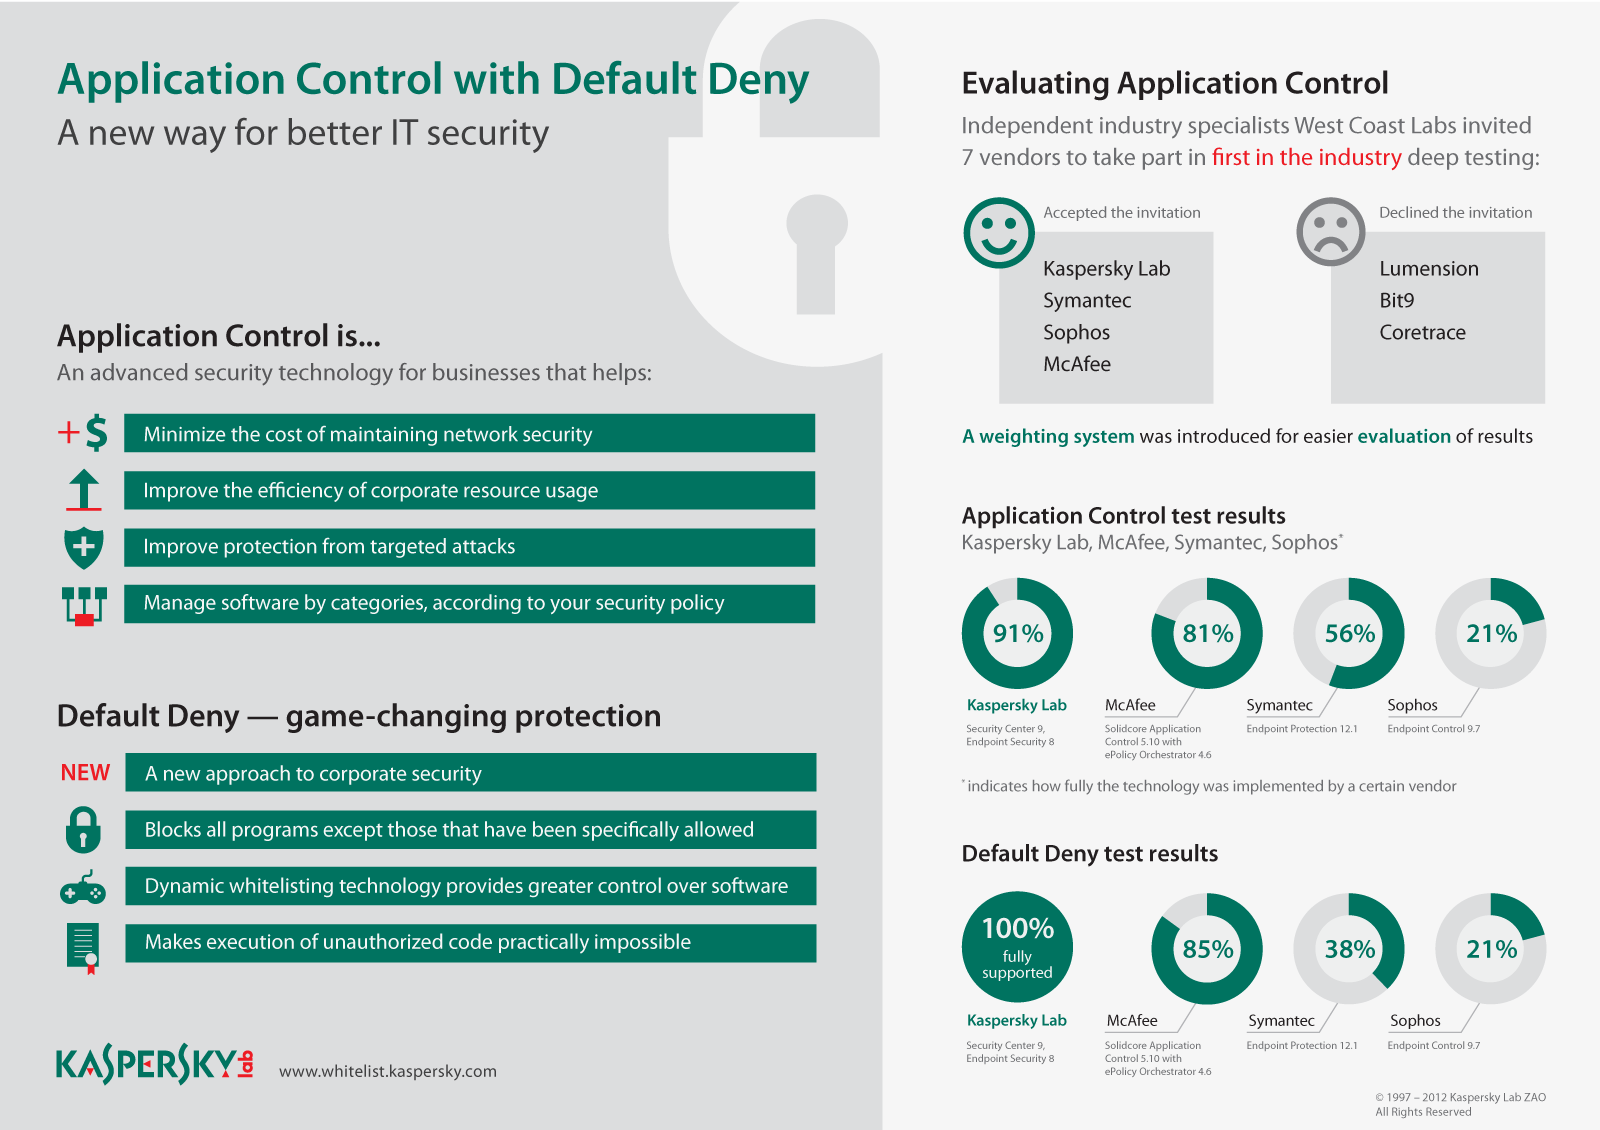 Application Control with Default Deny
A new way for better IT security
Application Control is...
An advanced security technology for businesses that helps:
+$
Minimize the cost of maintaining network security
Improve the efficiency of corporate resource usage
Improve protection from targeted attacks
Manage software by categories, according to your security policy
Default Deny — game-changing protection
NEW
A new approach to corporate security
Blocks all programs except those that have been specifically allowed
Dynamic whitelisting technology provides greater control over software
Makes execution of unauthorized code practically impossible
KASPERSKY lab
www.whitelist.kaspersky.com
Evaluating Application Control
Independent industry specialists West Coast Labs invited
7 vendors to take part in first in the industry deep testing:
Accepted the invitation
Kaspersky Lab
Symantec
Sophos
McAfee
Declined the invitation
Lumension
Bit9
Coretrace
A weighting system was introduced for easier evaluation of results
Application Control test results
Kaspersky Lab, McAfee, Symantec, Sophos*
91%
Kaspersky Lab
Security Center 9,
Endpoint Security 8
81%
McAfee
Solidcore Application
Control 5.10 with
ePolicy Orchestrator 4.6
56%
Symantec
Endpoint Protection 12.1
21%
Sophos
Endpoint Control 9.7
* indicates how fully the technology was implemented by a certain vendor
Default Deny test results
100%
fully
supported
Kaspersky Lab
Security Center 9,
Endpoint Security 8
85%
McAfee
Solidcore Application
Control 5.10 with
ePolicy Orchestrator 4.6
38%
Symantec
Endpoint Protection 12.1
21%
Sophos
Endpoint Control 9.7
© 1997 – 2012 Kaspersky Lab ZAO
All Rights Reserved